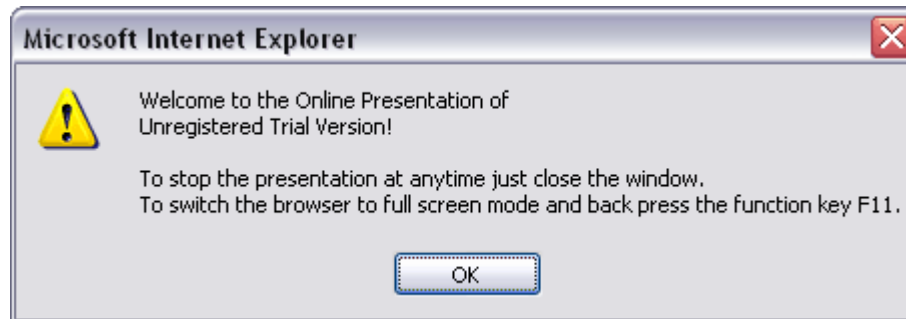 Microsoft Internet Explorer
Welcome to the Online Presentation of
Unregistered Trial Version!
To stop the presentation at anytime just close the window.
To switch the browser to full screen mode and back press the function key F11.
OK